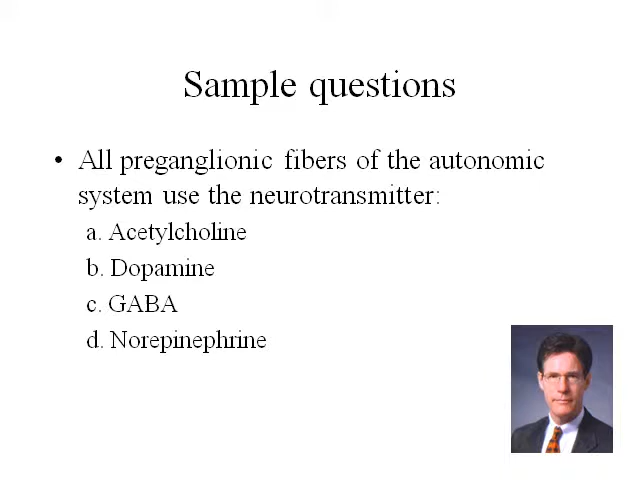 Sample questions
• All preganglionic fibers of the autonomic
system use the neurotransmitter:
a. Acetylcholine
b. Dopamine
c. GABA
d. Norepinephrine